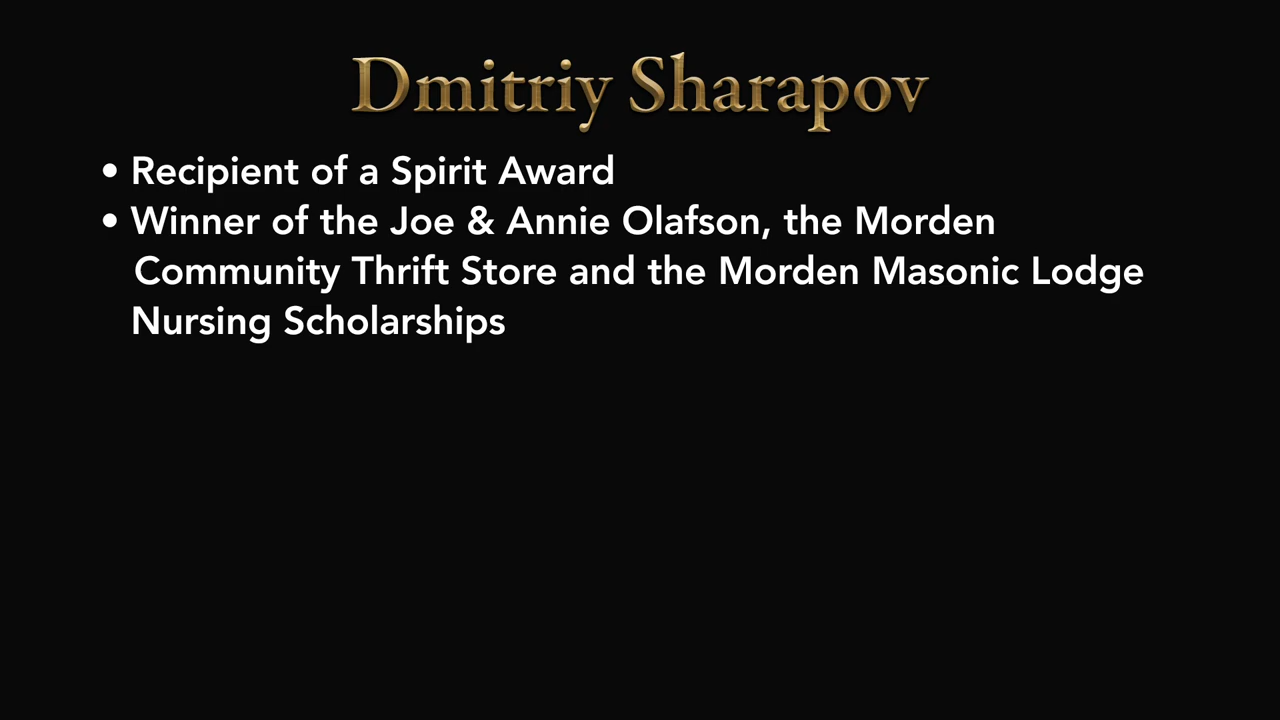 Dmitriy Sharapov
• Recipient of a Spirit Award
• Winner of the Joe & Annie Olafson, the Morden
Community Thrift Store and the Morden Masonic Lodge
Nursing Scholarships